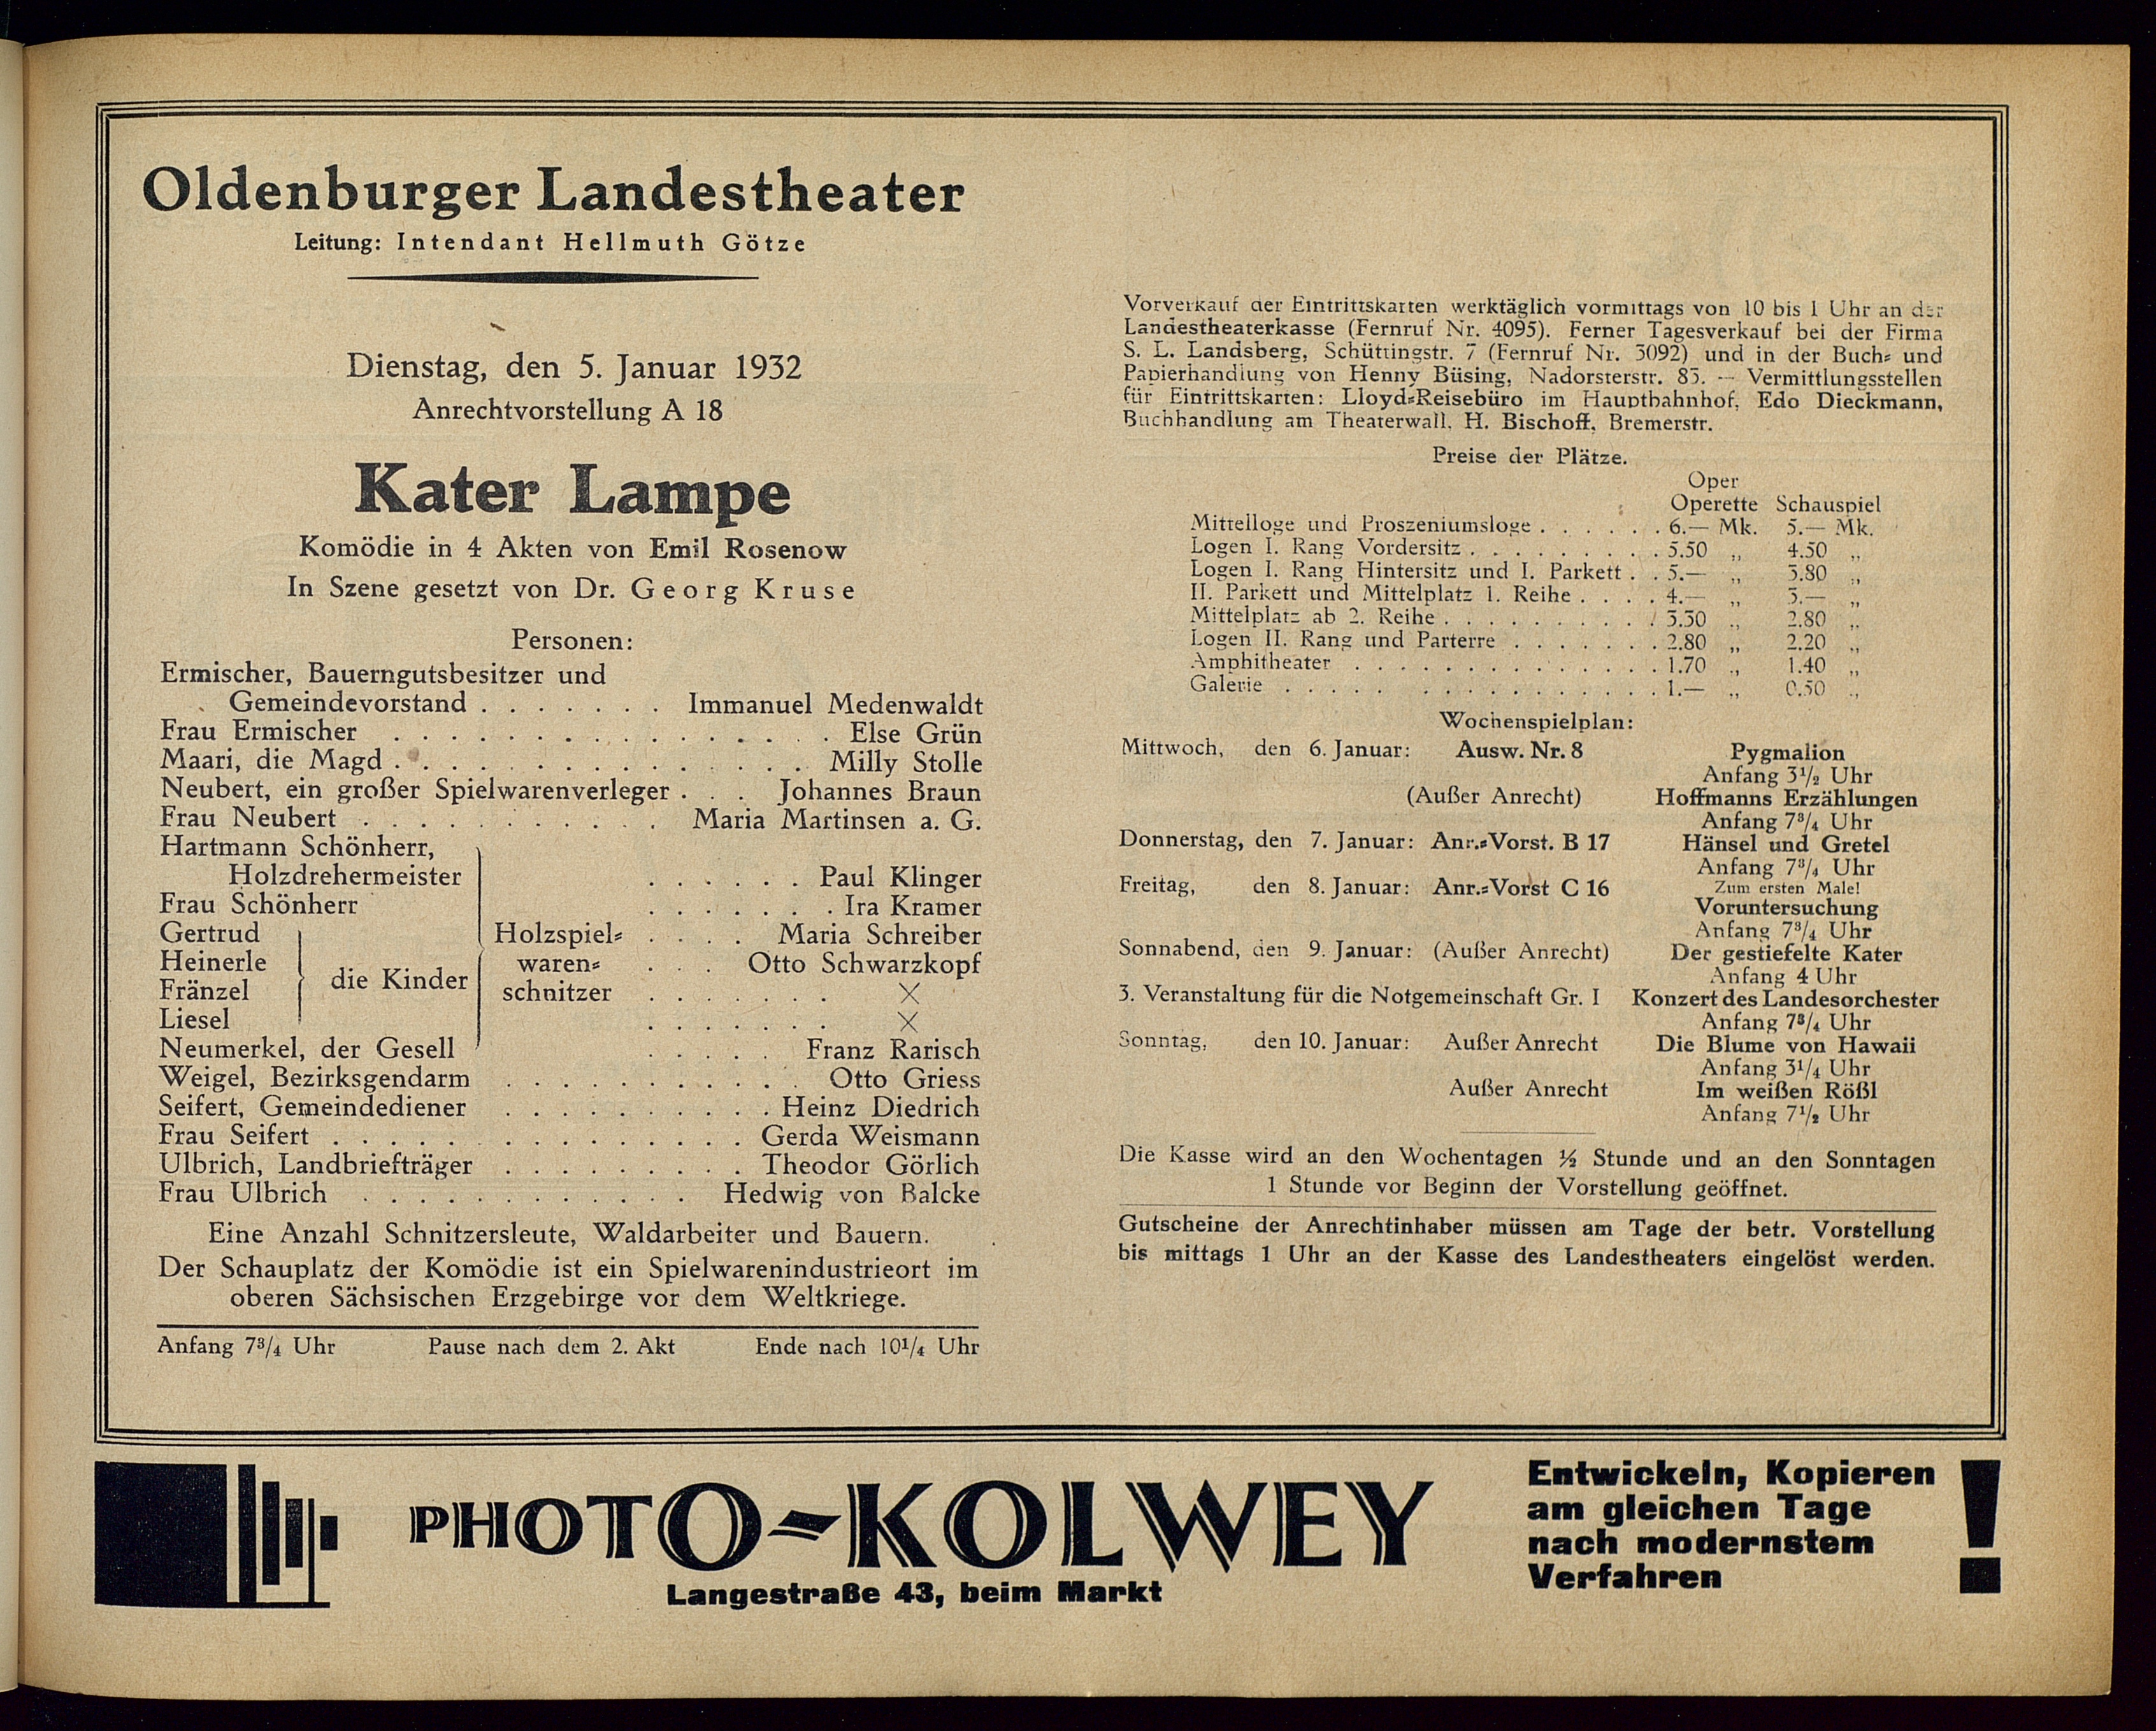 Oldenburger Landestheater
Leitung: Intendant Hellmuth Götze
Dienstag, den 5. Januar 1932
Anrechtvorstellung A 18
Kater Lampe
Komödie in 4 Akten von Emil Rosenow
In Szene gesetzt von Dr. Georg Kruse
Personen:
Ermischer, Bauerngutsbesitzer und
Gemeindevorstand . . . . . . . Immanuel Medenwaldt
Frau Ermischer . . . . . . . . . . . . . . . . Else Grün
Maari, die Magd . . . . . . . . . . . . . . . Milly Stolle
Neubert, ein großer Spielwarenverleger . . . Johannes Braun
Frau Neubert . . . . . . . . . . . Maria Martinsen a. G.
Hartmann Schönherr,
Holzdrehermeister . . . . . . Paul Klinger
Frau Schönherr . . . . . . . Ira Kramer
Gertrud Holzspiel= . . . . Maria Schreiber
Heinerle waren= . . . Otto Schwarzkopf
die Kinder
Fränzel schnitzer . . . . . . . ×
Liesel . . . . . . . ×
Neumerkel, der Gesell . . . . . Franz Rarisch
Weigel, Bezirksgendarm . . . . . . . . . . . Otto Griess
Seifert, Gemeindediener . . . . . . . . . . Heinz Diedrich
Frau Seifert . . . . . . . . . . . . . . . Gerda Weismann
Ulbrich, Landbriefträger . . . . . . . . . Theodor Görlich
Frau Ulbrich . . . . . . . . . . . . Hedwig von Balcke
Eine Anzahl Schnitzersleute, Waldarbeiter und Bauern.
Der Schauplatz der Komödie ist ein Spielwarenindustrieort im
oberen Sächsischen Erzgebirge vor dem Weltkriege.
Anfang 7¾ Uhr Pause nach dem 2. Akt Ende nach 10¼ Uhr
Vorverkauf der Eintrittskarten werktäglich vormittags von 10 bis 1 Uhr an der
Landestheaterkasse (Fernruf Nr. 4095). Ferner Tagesverkauf bei der Firma
S. L. Landsberg, Schüttingstr. 7 (Fernruf Nr. 3092) und in der Buch= und
Papierhandlung von Henny Büsing, Nadorsterstr. 83. — Vermittlungsstellen
für Eintrittskarten: Lloyd=Reisebüro im Hauptbahnhof, Edo Dieckmann,
Buchhandlung am Theaterwall, H. Bischoff, Bremerstr.
Preise der Plätze.
Oper
Operette Schauspiel
Mittelloge und Proszeniumsloge . . . . . . 6.— Mk. 5.— Mk.
Logen I. Rang Vordersitz . . . . . . . . . 5.50 „ 4.50 „
Logen I. Rang Hintersitz und I. Parkett . . 5.— „ 3.80 „
II. Parkett und Mittelplatz 1. Reihe . . . . 4.— „ 3.— „
Mittelplatz ab 2. Reihe . . . . . . . . . . 3.30 „ 2.80 „
Logen II. Rang und Parterre . . . . . . . 2.80 „ 2.20 „
Amphitheater . . . . . . . . . . . . . . 1.70 „ 1.40 „
Galerie . . . . . . . . . . . . . . . . 1.— „ 0.50 „
Wochenspielplan:
Mittwoch, den 6. Januar: Ausw. Nr. 8 Pygmalion
Anfang 3½ Uhr
(Außer Anrecht) Hoffmanns Erzählungen
Anfang 7¾ Uhr
Donnerstag, den 7. Januar: Anr.=Vorst. B 17 Hänsel und Gretel
Anfang 7¾ Uhr
Freitag, den 8. Januar: Anr.=Vorst C 16 Zum ersten Male!
Voruntersuchung
Anfang 7¾ Uhr
Sonnabend, den 9. Januar: (Außer Anrecht) Der gestiefelte Kater
Anfang 4 Uhr
3. Veranstaltung für die Notgemeinschaft Gr. I Konzert des Landesorchester
Anfang 7¾ Uhr
Sonntag, den 10. Januar: Außer Anrecht Die Blume von Hawaii
Anfang 3¼ Uhr
Außer Anrecht Im weißen Rößl
Anfang 7½ Uhr
Die Kasse wird an den Wochentagen ½ Stunde und an den Sonntagen
1 Stunde vor Beginn der Vorstellung geöffnet.
Gutscheine der Anrechtinhaber müssen am Tage der betr. Vorstellung
bis mittags 1 Uhr an der Kasse des Landestheaters eingelöst werden.
PHOTO-KOLWEY
Langestraße 43, beim Markt
Entwickeln, Kopieren
am gleichen Tage
nach modernstem
Verfahren !